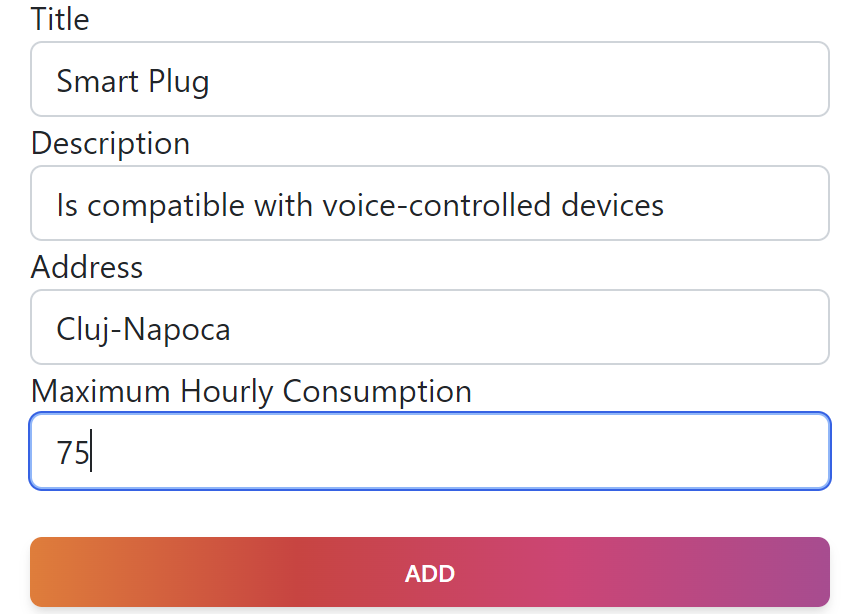 Title
Smart Plug
Description
Is compatible with voice-controlled devices
Address
Cluj-Napoca
Maximum Hourly Consumption
75
ADD